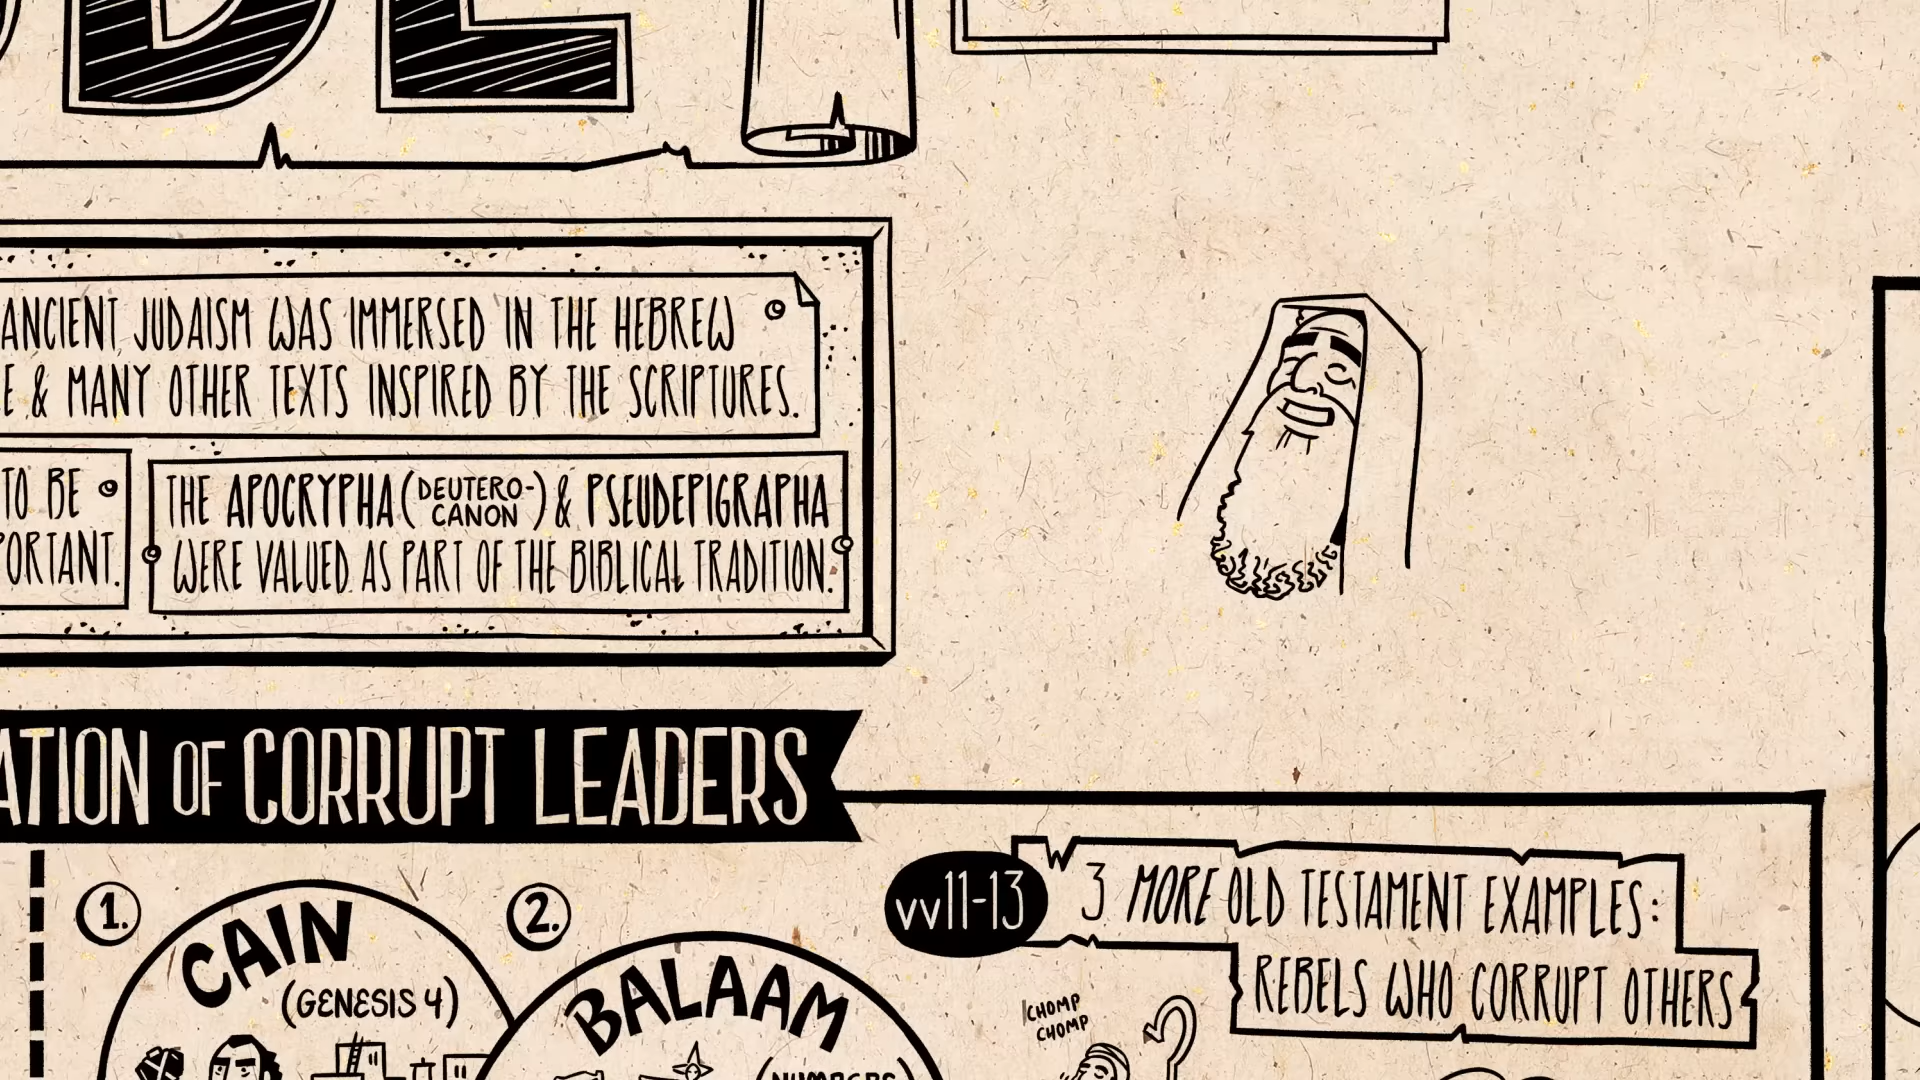 ANCIENT JUDAISM WAS IMMERSED IN THE HEBREW
& MANY OTHER TEXTS INSPIRED BY THE SCRIPTURES.
TO BE
THE APOCRYPHA (DEUTERO-CANON) & PSEUDEPIGRAPHA
WERE VALUED AS PART OF THE BIBLICAL TRADITION.
OF CORRUPT LEADERS
vv11-13
3 MORE OLD TESTAMENT EXAMPLES:
REBELS WHO CORRUPT OTHERS
1.
CAIN
(GENESIS 4)
2.
BALAAM
(NUMBERS)
CHOMP
CHOMP